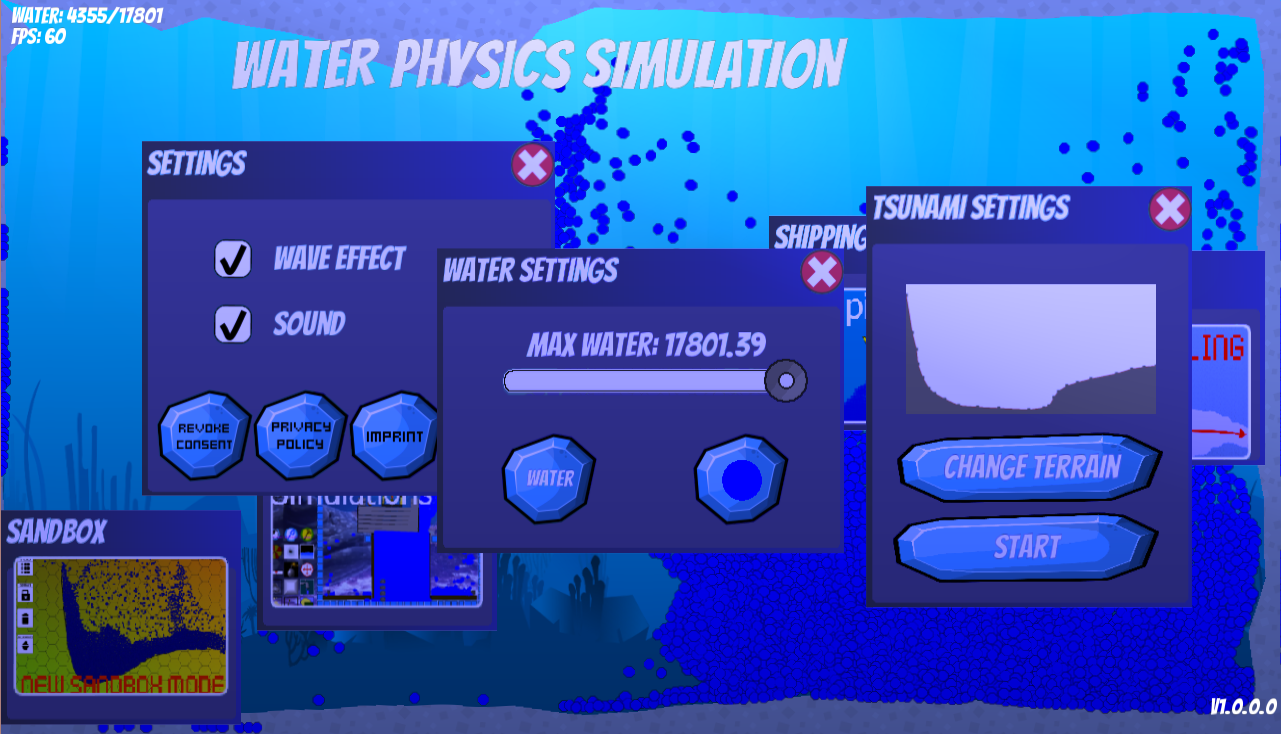 WATER: 4355/17801
FPS: 60
WATER PHYSICS SIMULATION
SETTINGS
WAVE EFFECT
SOUND
REVOKE
CONSENT
PRIVACY
POLICY
IMPRINT
WATER SETTINGS
MAX WATER: 17801.39
WATER
SHIPPING
TSUNAMI SETTINGS
CHANGE TERRAIN
START
Simulations
SANDBOX
NEW SANDBOX MODE
V1.0.0.0